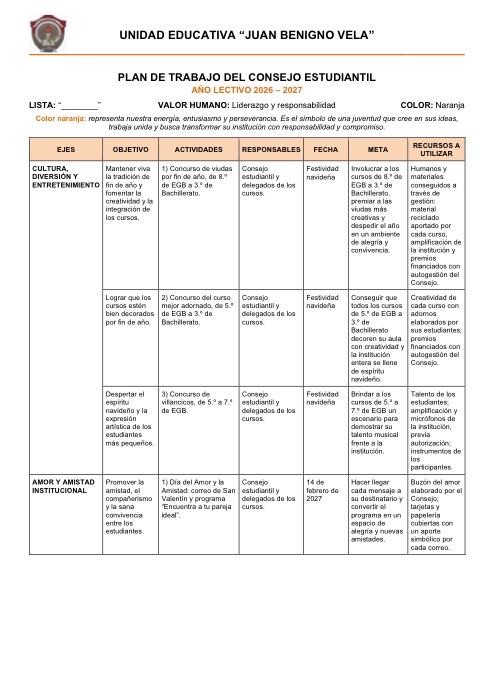 UNIDAD EDUCATIVA “JUAN BENIGNO VELA”
PLAN DE TRABAJO DEL CONSEJO ESTUDIANTIL
AÑO LECTIVO 2026 – 2027
LISTA: “________” VALOR HUMANO: Liderazgo y responsabilidad COLOR: Naranja
Color naranja: representa nuestra energía, entusiasmo y perseverancia. Es el símbolo de una juventud que cree en sus ideas,
trabaja unida y busca transformar su institución con responsabilidad y compromiso.
EJES
OBJETIVO
ACTIVIDADES
RESPONSABLES
FECHA
META
RECURSOS A
UTILIZAR
CULTURA,
DIVERSIÓN Y
ENTRETENIMIENTO
Mantener viva
la tradición de
fin de año y
fomentar la
creatividad y la
integración de
los cursos.
1) Concurso de viudas
por fin de año, de 8.º
de EGB a 3.º de
Bachillerato.
Consejo
estudiantil y
delegados de los
cursos.
Festividad
navideña
Involucrar a los
cursos de 8.º de
EGB a 3.º de
Bachillerato,
premiar a las
viudas más
creativas y
despedir el año
en un ambiente
de alegría y
convivencia.
Humanos y
materiales
conseguidos a
través de
gestión:
material
reciclado
aportado por
cada curso,
amplificación de
la institución y
premios
financiados con
autogestión del
Consejo.
Lograr que los
cursos estén
bien decorados
por fin de año.
2) Concurso del curso
mejor adornado, de 5.º
de EGB a 3.º de
Bachillerato.
Consejo
estudiantil y
delegados de los
cursos.
Festividad
navideña
Conseguir que
todos los cursos
de 5.º de EGB a
3.º de
Bachillerato
decoren su aula
con creatividad y
la institución
entera se llene
de espíritu
navideño.
Creatividad de
cada curso con
adornos
elaborados por
sus estudiantes;
premios
financiados con
autogestión del
Consejo.
Despertar el
espíritu
navideño y la
expresión
artística de los
estudiantes
más pequeños.
3) Concurso de
villancicos, de 5.º a 7.º
de EGB.
Consejo
estudiantil y
delegados de los
cursos.
Festividad
navideña
Brindar a los
cursos de 5.º a
7.º de EGB un
escenario para
demostrar su
talento musical
frente a la
institución.
Talento de los
estudiantes;
amplificación y
micrófonos de
la institución,
previa
autorización;
instrumentos de
los
participantes.
AMOR Y AMISTAD
INSTITUCIONAL
Promover la
amistad, el
compañerismo
y la sana
convivencia
entre los
estudiantes.
1) Día del Amor y la
Amistad: correo de San
Valentín y programa
“Encuentra a tu pareja
ideal”.
Consejo
estudiantil y
delegados de los
cursos.
14 de
febrero de
2027
Hacer llegar
cada mensaje a
su destinatario y
convertir el
programa en un
espacio de
alegría y nuevas
amistades.
Buzón del amor
elaborado por el
Consejo;
tarjetas y
papelería
cubiertas con
un aporte
simbólico por
cada correo.